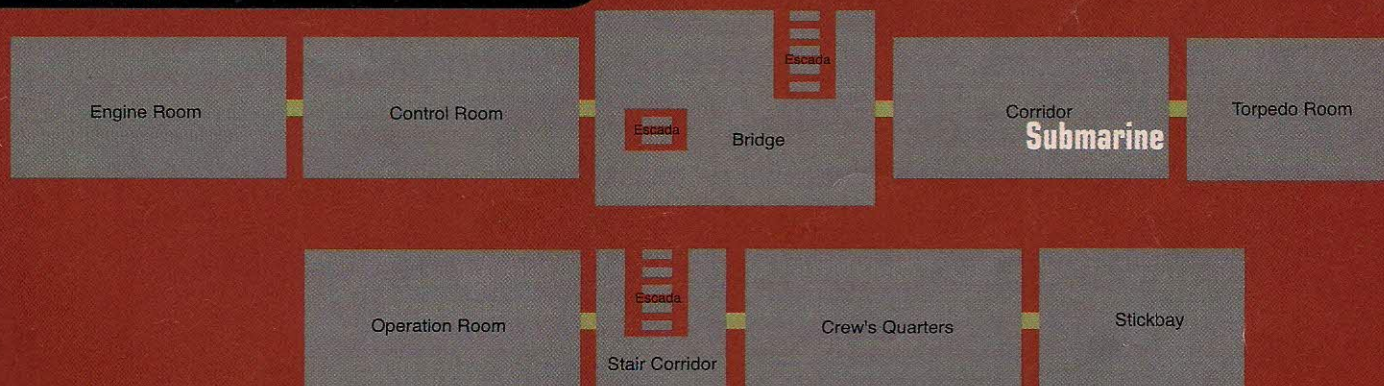 Escada
Engine Room
Control Room
Escada
Bridge
Corridor
Torpedo Room
Submarine
Escada
Operation Room
Crew's Quarters
Stickbay
Stair Corridor